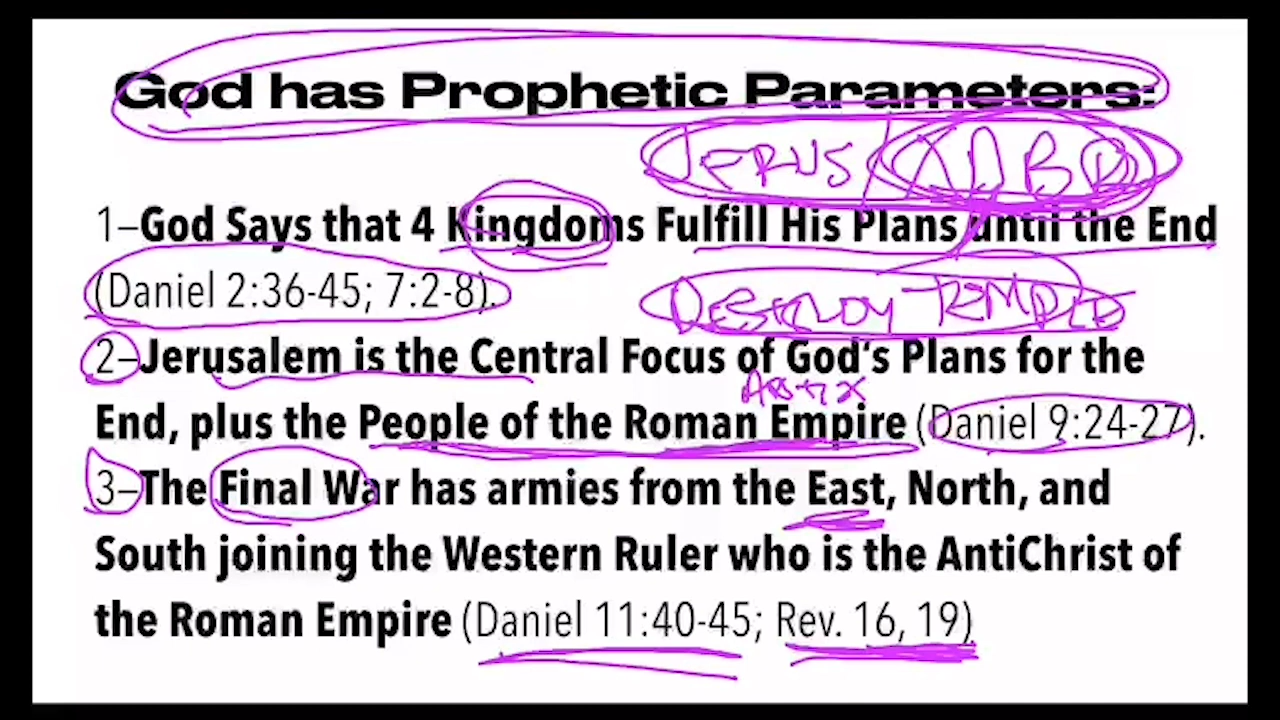 God has Prophetic Parameters:
JERUS
1–God Says that 4 Kingdoms Fulfill His Plans until the End
(Daniel 2:36-45; 7:2-8).
DESTROY TEMPLE
2–Jerusalem is the Central Focus of God's Plans for the
End, plus the People of the Roman Empire (Daniel 9:24-27).
3–The Final War has armies from the East, North, and
South joining the Western Ruler who is the AntiChrist of
the Roman Empire (Daniel 11:40-45; Rev. 16, 19)